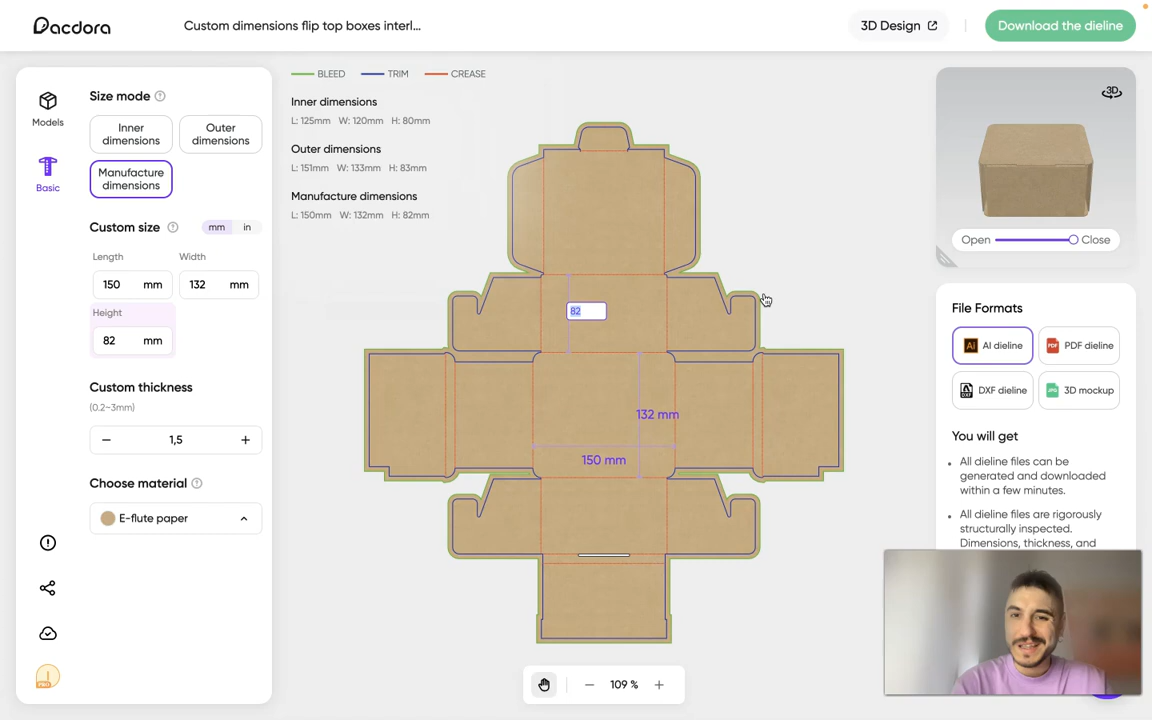 Pacdora
Custom dimensions flip top boxes interl...
3D Design
Download the dieline
Models
Basic
PRO
Size mode ?
Inner
dimensions
Outer
dimensions
Manufacture
dimensions
Custom size ?
mm
in
Length
Width
150 mm
132 mm
Height
82 mm
Custom thickness
(0.2~3mm)
− 1,5 +
Choose material ?
E-flute paper
BLEED
TRIM
CREASE
Inner dimensions
L: 125mm W: 120mm H: 80mm
Outer dimensions
L: 151mm W: 133mm H: 83mm
Manufacture dimensions
L: 150mm W: 132mm H: 82mm
82
132 mm
150 mm
− 109 % +
3D
Open
Close
File Formats
Ai AI dieline
PDF PDF dieline
DXF DXF dieline
3D mockup
You will get
• All dieline files can be
generated and downloaded
within a few minutes.
• All dieline files are rigorously
structurally inspected.
Dimensions, thickness, and